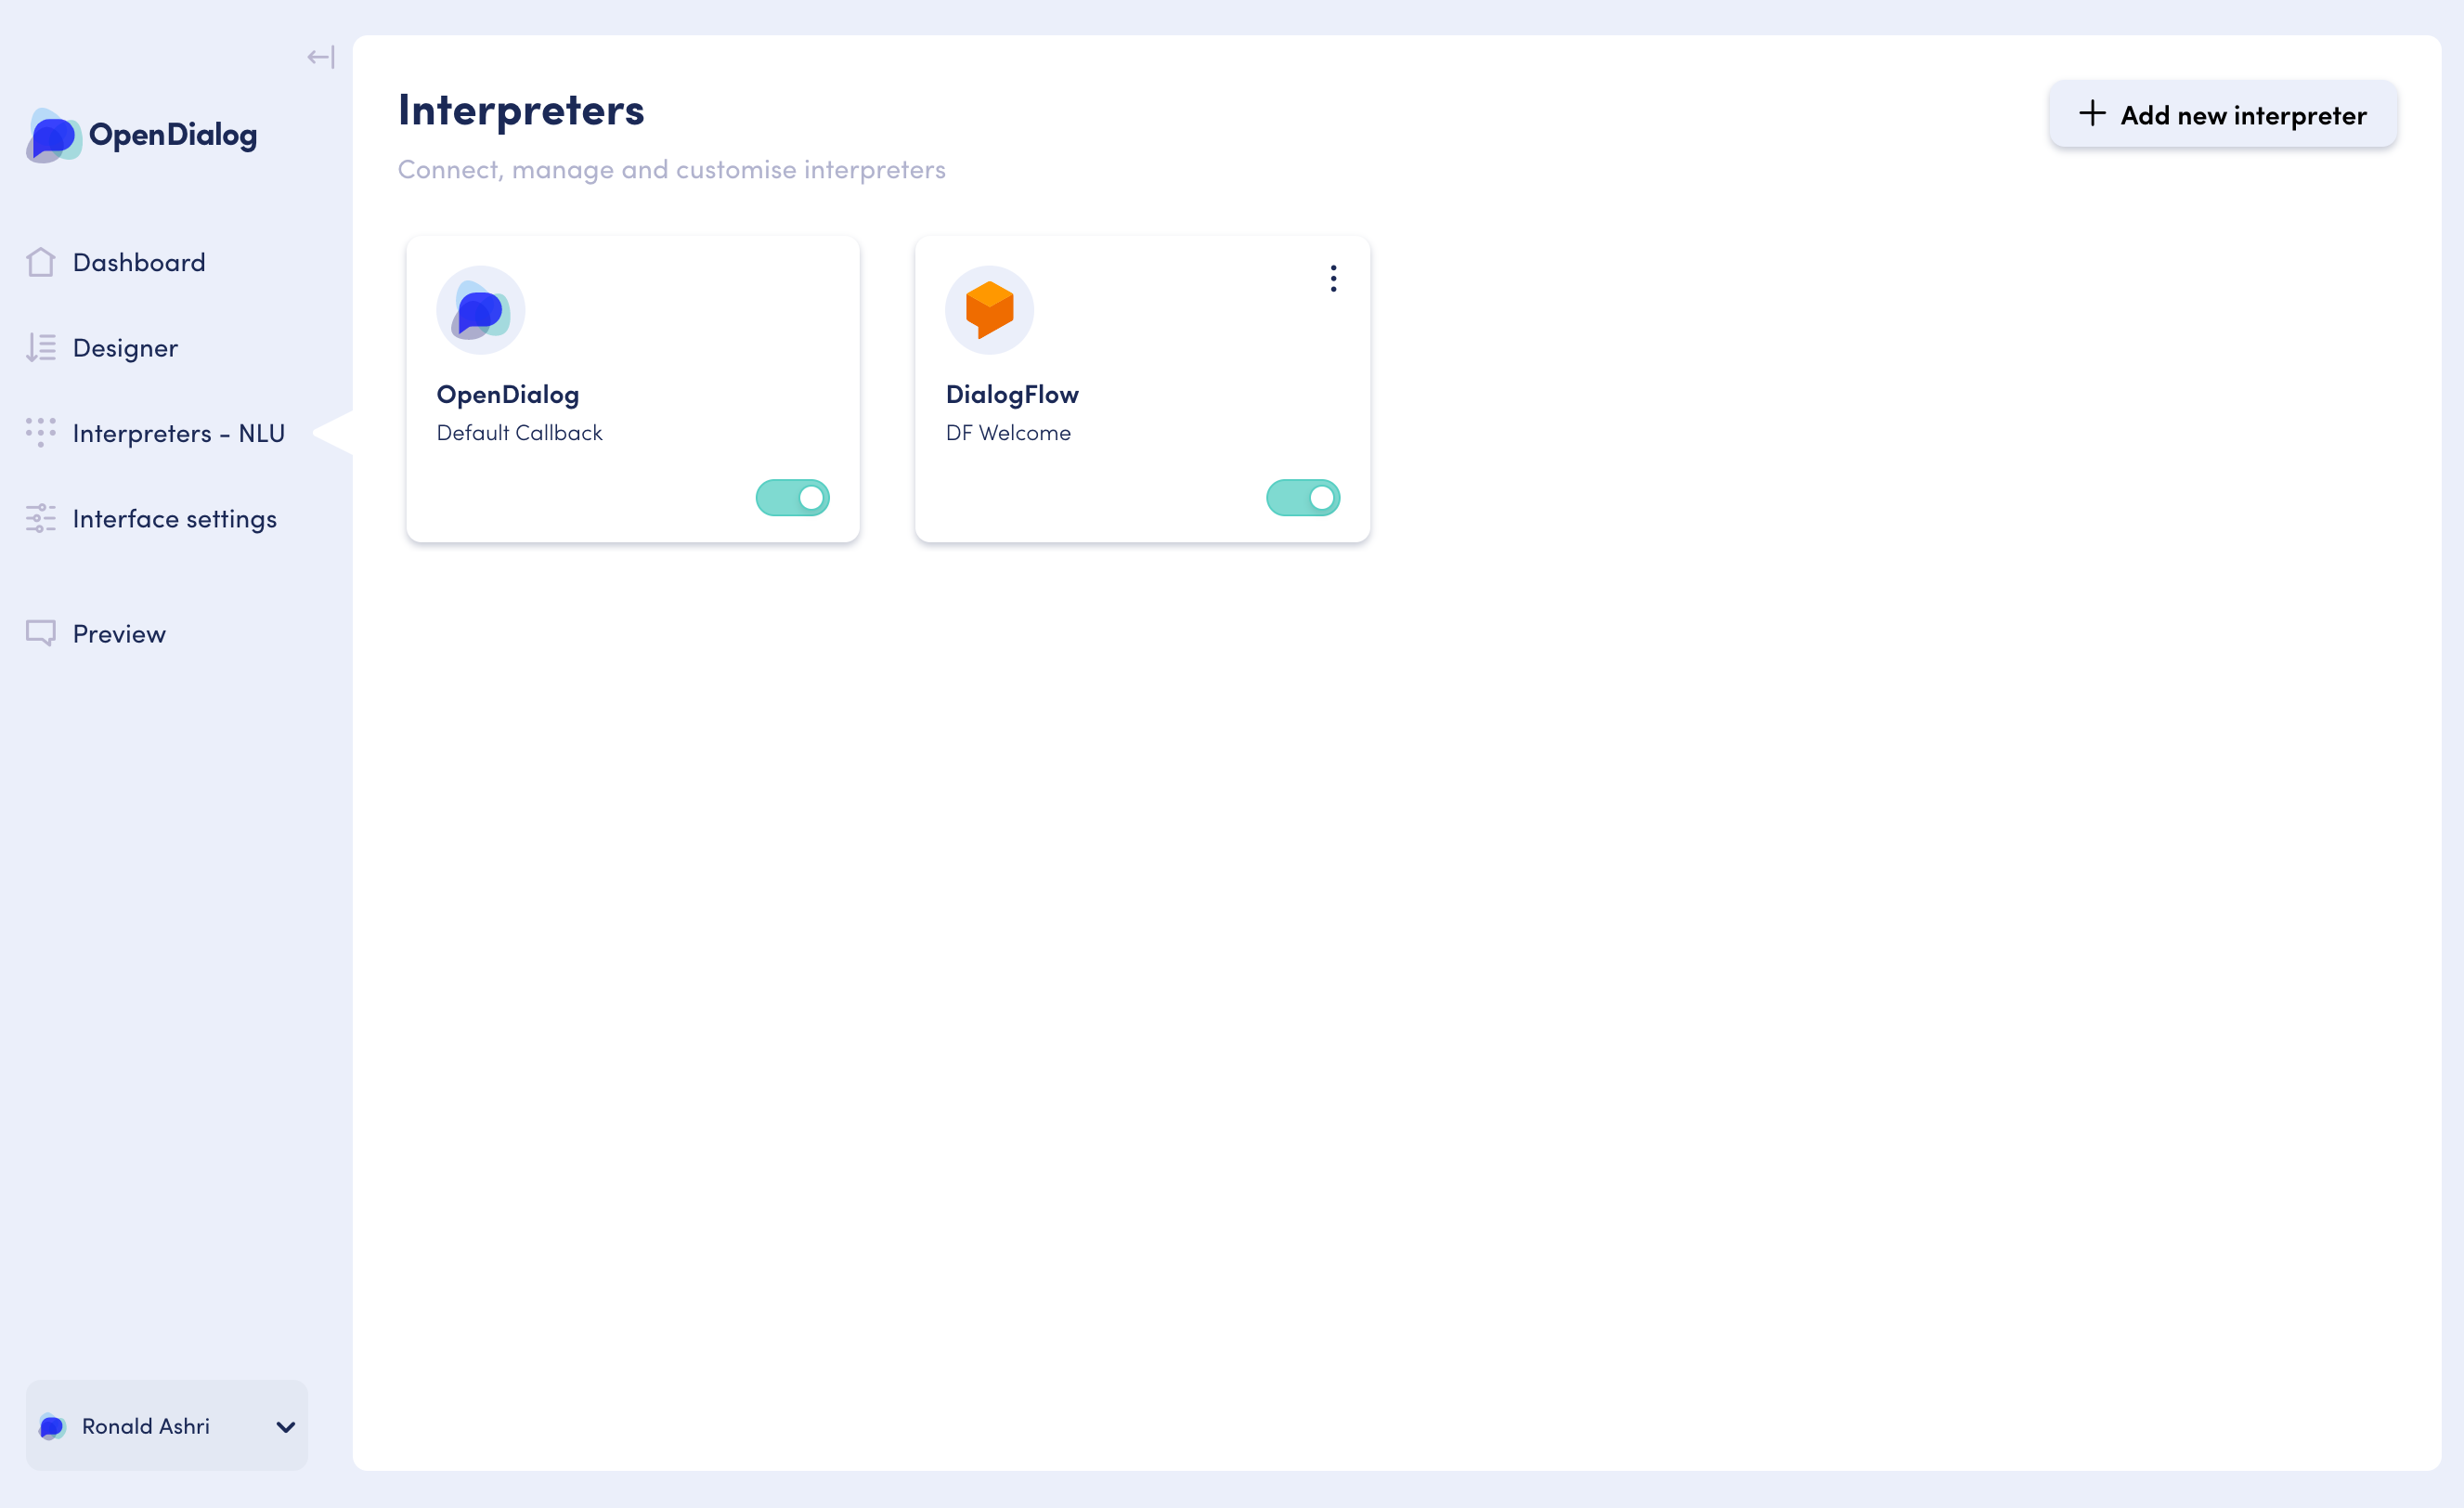 OpenDialog
Dashboard
Designer
Interpreters - NLU
Interface settings
Preview
Ronald Ashri
Interpreters
Connect, manage and customise interpreters
Add new interpreter
OpenDialog
Default Callback
DialogFlow
DF Welcome